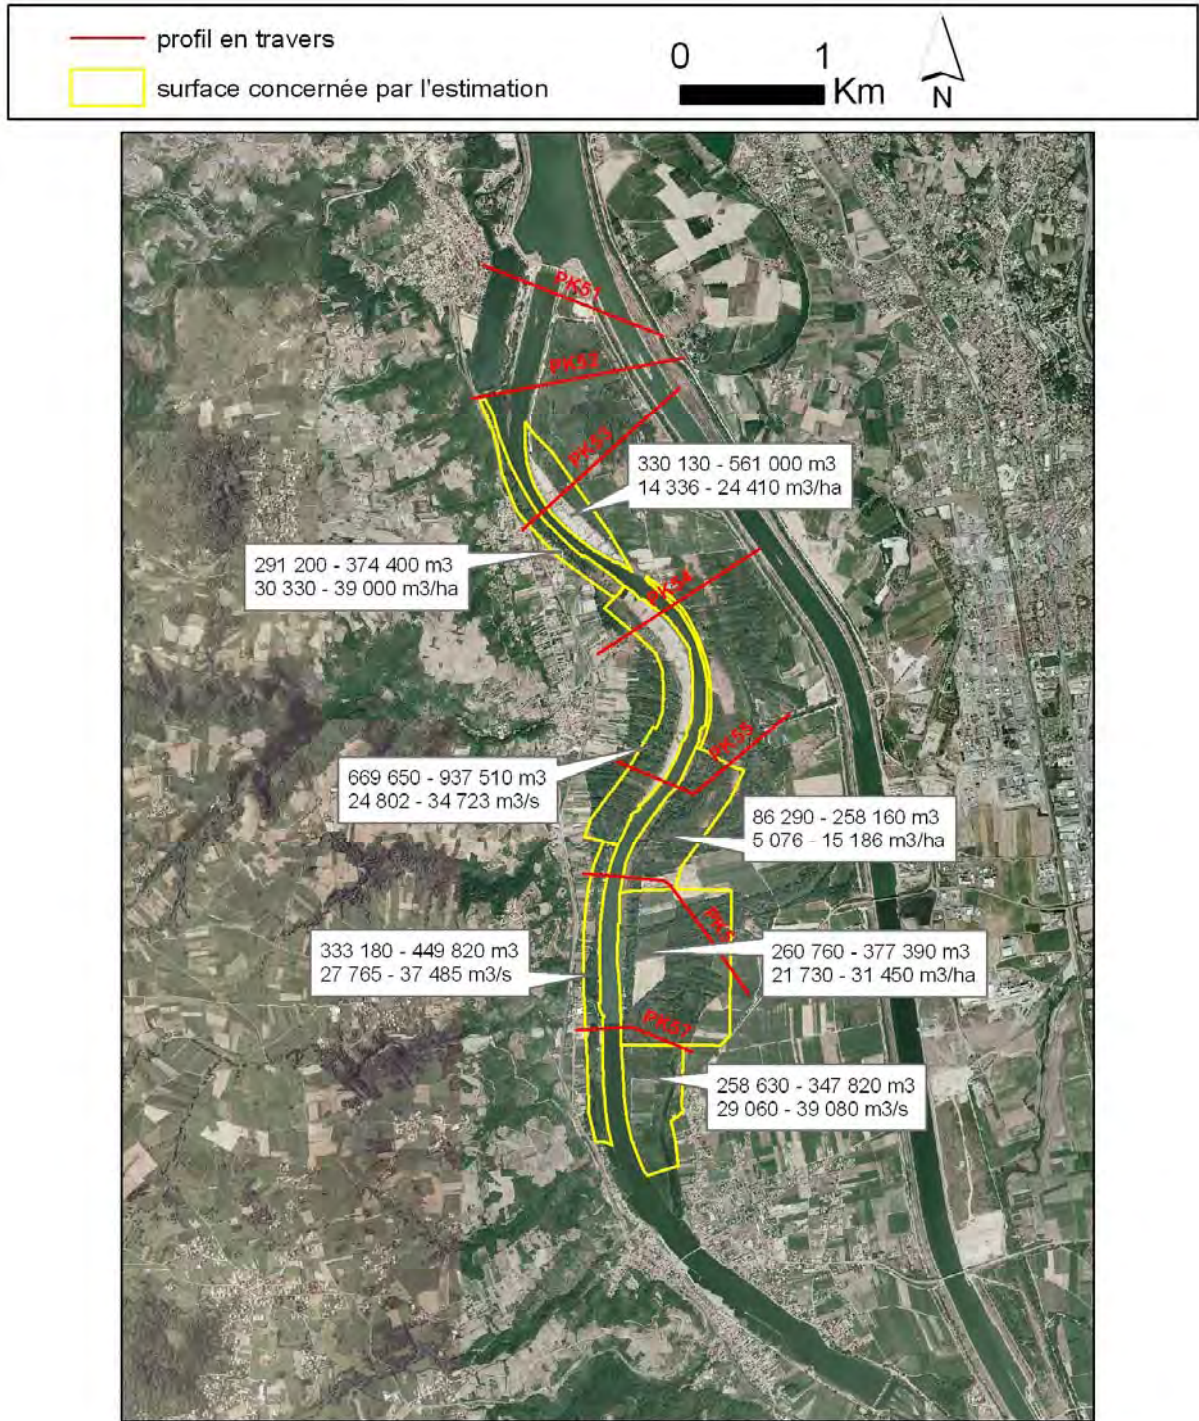 profil en travers
surface concernée par l'estimation
0 1
Km
N
PK51
PK52
PK53
330 130 - 561 000 m3
14 336 - 24 410 m3/ha
291 200 - 374 400 m3
30 330 - 39 000 m3/ha
PK54
PK55
669 650 - 937 510 m3
24 802 - 34 723 m3/s
86 290 - 258 160 m3
5 076 - 15 186 m3/ha
PK5
333 180 - 449 820 m3
27 765 - 37 485 m3/s
260 760 - 377 390 m3
21 730 - 31 450 m3/ha
PK57
258 630 - 347 820 m3
29 060 - 39 080 m3/s